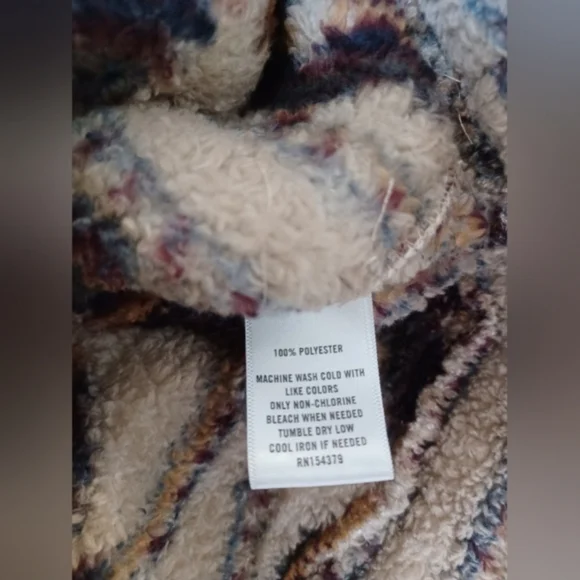 100% POLYESTER
MACHINE WASH COLD WITH
LIKE COLORS
ONLY NON-CHLORINE
BLEACH WHEN NEEDED
TUMBLE DRY LOW
COOL IRON IF NEEDED
RN154379